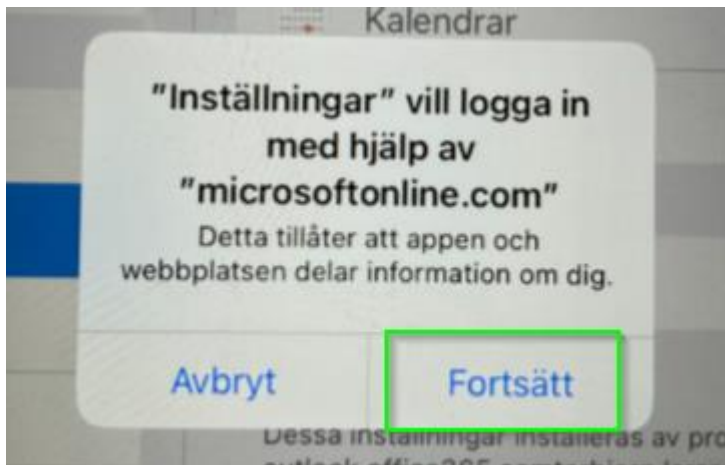 Kalendrar
"Inställningar" vill logga in
med hjälp av
"microsoftonline.com"
Detta tillåter att appen och
webbplatsen delar information om dig.
Avbryt
Fortsätt
Dessa inställningar installeras av